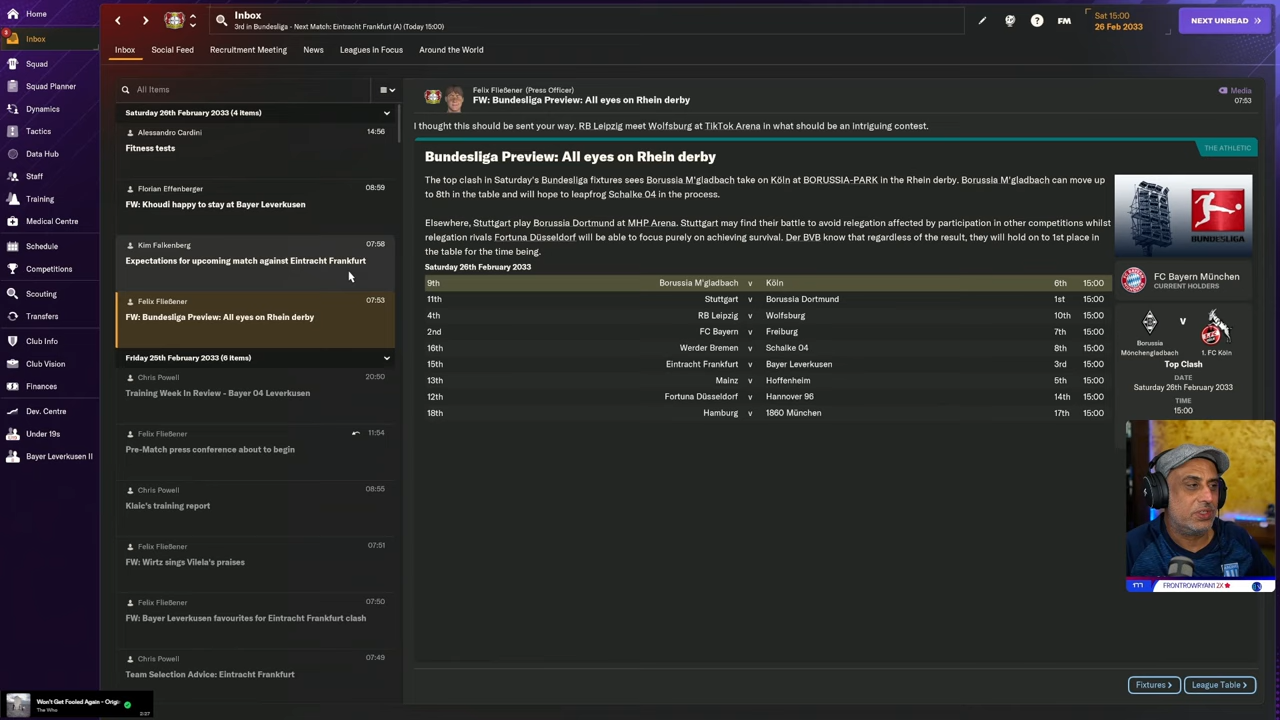 Home
Inbox
3
Squad
Squad Planner
Dynamics
Tactics
Data Hub
Staff
Training
Medical Centre
Schedule
Competitions
Scouting
Transfers
Club Info
Club Vision
Finances
Dev. Centre
Under 19s
Bayer Leverkusen II
Inbox
3rd in Bundesliga - Next Match: Eintracht Frankfurt (A) (Today 15:00)
FM
Sat 15:00
26 Feb 2033
NEXT UNREAD
Inbox Social Feed Recruitment Meeting News Leagues in Focus Around the World
All Items
Saturday 26th February 2033 (4 Items)
Alessandro Cardini 14:56
Fitness tests
Florian Effenberger 08:59
FW: Khoudi happy to stay at Bayer Leverkusen
Kim Falkenberg 07:58
Expectations for upcoming match against Eintracht Frankfurt
Felix Fließener 07:53
FW: Bundesliga Preview: All eyes on Rhein derby
Friday 25th February 2033 (6 Items)
Chris Powell 20:50
Training Week In Review - Bayer 04 Leverkusen
Felix Fließener 11:54
Pre-Match press conference about to begin
Chris Powell 08:55
Klaic's training report
Felix Fließener 07:51
FW: Wirtz sings Vilela's praises
Felix Fließener 07:50
FW: Bayer Leverkusen favourites for Eintracht Frankfurt clash
Chris Powell 07:49
Team Selection Advice: Eintracht Frankfurt
Felix Fließener (Press Officer)
FW: Bundesliga Preview: All eyes on Rhein derby
Media
07:53
I thought this should be sent your way. RB Leipzig meet Wolfsburg at TikTok Arena in what should be an intriguing contest.
Bundesliga Preview: All eyes on Rhein derby
THE ATHLETIC
The top clash in Saturday's Bundesliga fixtures sees Borussia M'gladbach take on Köln at BORUSSIA-PARK in the Rhein derby. Borussia M'gladbach can move up
to 8th in the table and will hope to leapfrog Schalke 04 in the process.
Elsewhere, Stuttgart play Borussia Dortmund at MHP Arena. Stuttgart may find their battle to avoid relegation affected by participation in other competitions whilst
relegation rivals Fortuna Düsseldorf will be able to focus purely on achieving survival. Der BVB know that regardless of the result, they will hold on to 1st place in
the table for the time being.
Saturday 26th February 2033
9th Borussia M'gladbach v Köln 6th 15:00
11th Stuttgart v Borussia Dortmund 1st 15:00
4th RB Leipzig v Wolfsburg 10th 15:00
2nd FC Bayern v Freiburg 7th 15:00
16th Werder Bremen v Schalke 04 8th 15:00
15th Eintracht Frankfurt v Bayer Leverkusen 3rd 15:00
13th Mainz v Hoffenheim 5th 15:00
12th Fortuna Düsseldorf v Hannover 96 14th 15:00
18th Hamburg v 1860 München 17th 15:00
BUNDESLIGA
FC Bayern München
CURRENT HOLDERS
V
Borussia
Mönchengladbach
1. FC Köln
Top Clash
DATE
Saturday 26th February 2033
TIME
15:00
FRONTROWRYAN1 2X
Fixtures
League Table
Won't Get Fooled Again - Origi
The Who